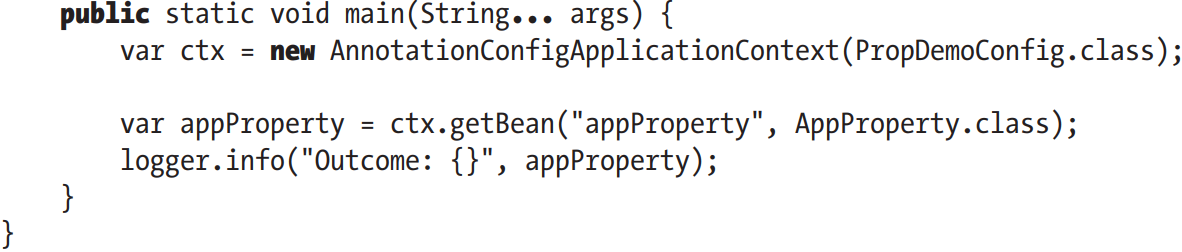 public static void main(String... args) {
var ctx = new AnnotationConfigApplicationContext(PropDemoConfig.class);
var appProperty = ctx.getBean("appProperty", AppProperty.class);
logger.info("Outcome: {}", appProperty);
}
}